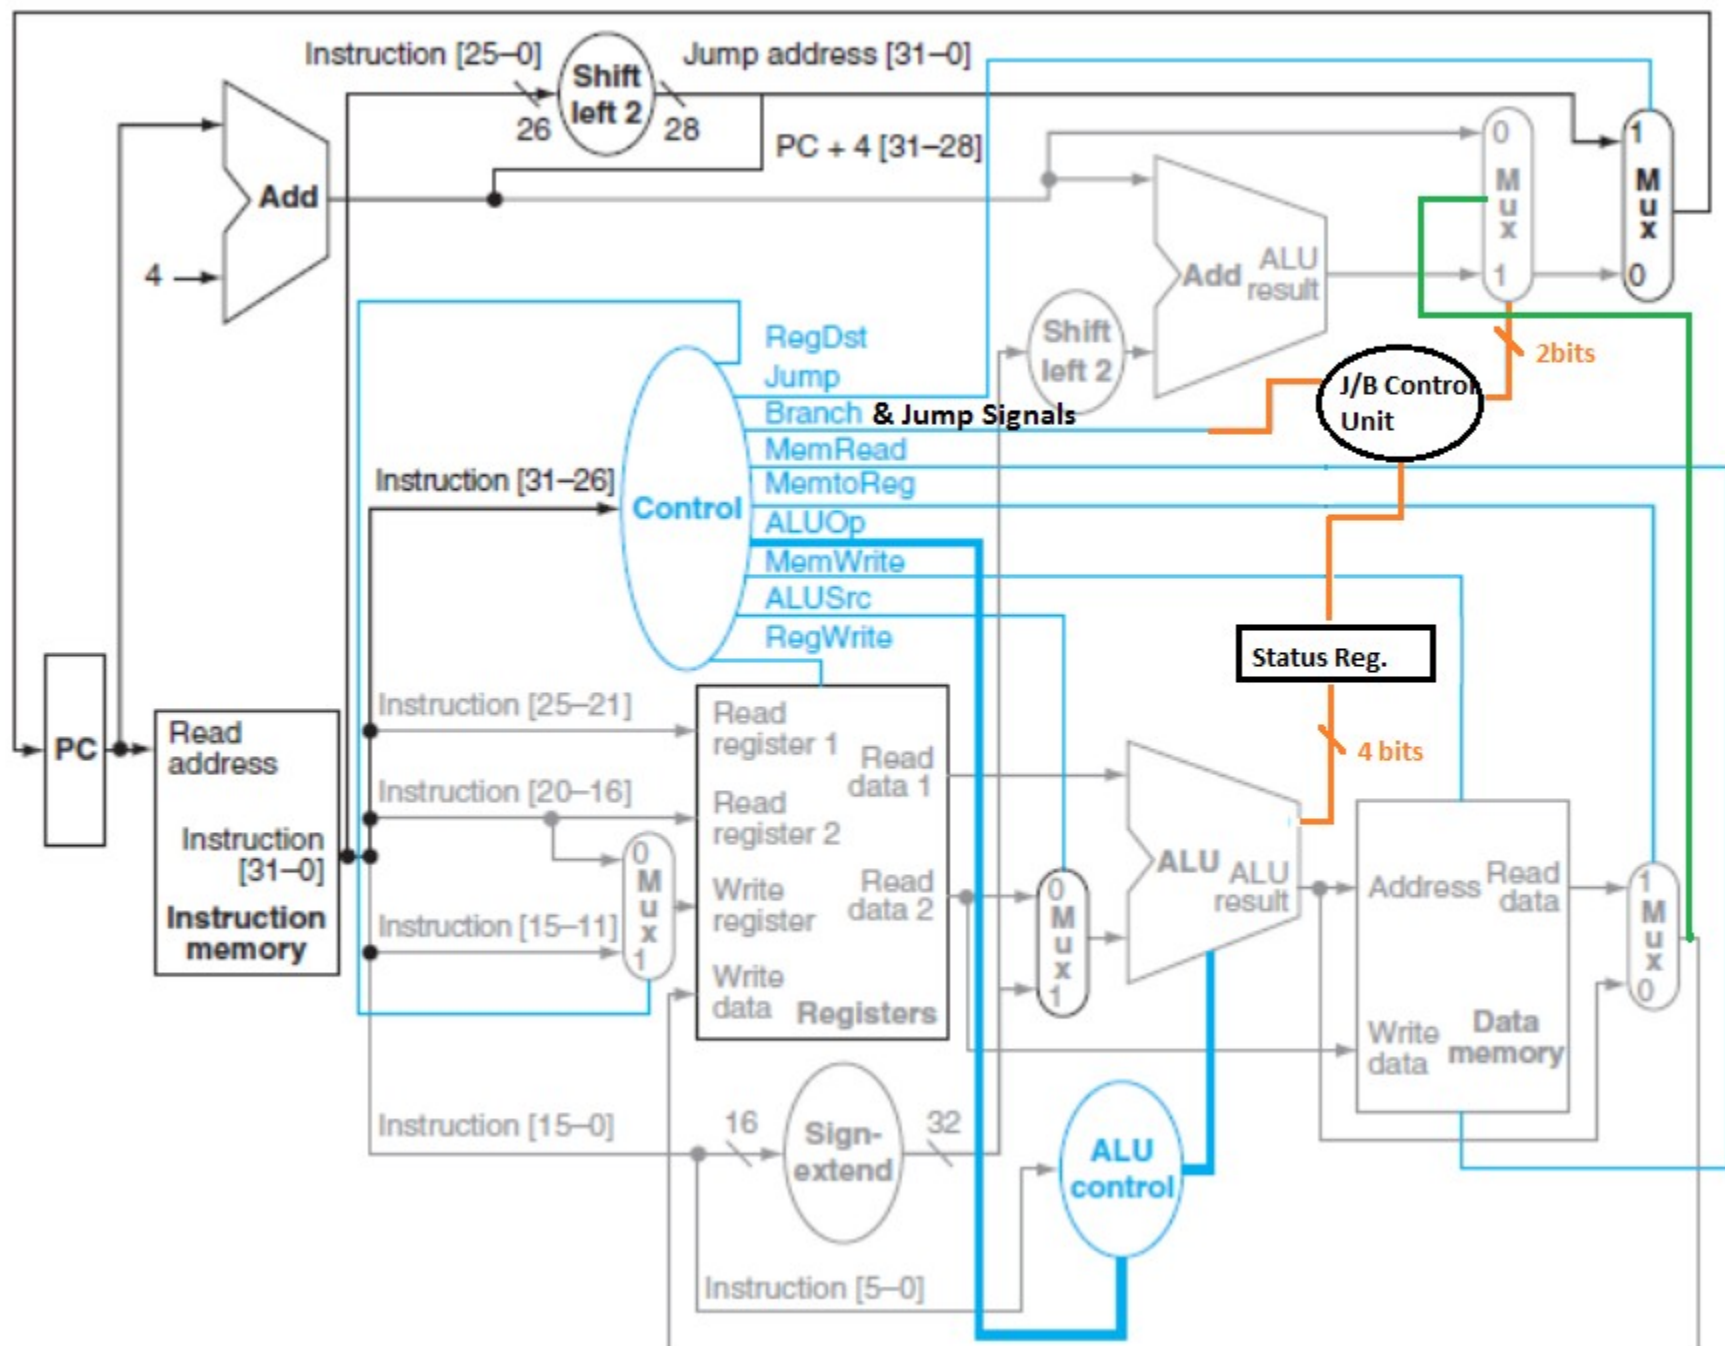 Instruction [25–0]
Shift
left 2
Jump address [31–0]
26
28
PC + 4 [31–28]
Add
4
0
M
u
x
1
1
M
u
x
0
Add
ALU
result
Shift
left 2
2bits
J/B Control
Unit
RegDst
Jump
Branch & Jump Signals
MemRead
MemtoReg
ALUOp
MemWrite
ALUSrc
RegWrite
Instruction [31–26]
Control
Status Reg.
4 bits
PC
Read
address
Instruction
[31–0]
Instruction
memory
Instruction [25–21]
Instruction [20–16]
Instruction [15–11]
0
M
u
x
1
Read
register 1
Read
register 2
Write
register
Write
data
Read
data 1
Read
data 2
Registers
0
M
u
x
1
ALU
ALU
result
Address
Read
data
Write
data
Data
memory
1
M
u
x
0
Instruction [15–0]
16
Sign-
extend
32
ALU
control
Instruction [5–0]